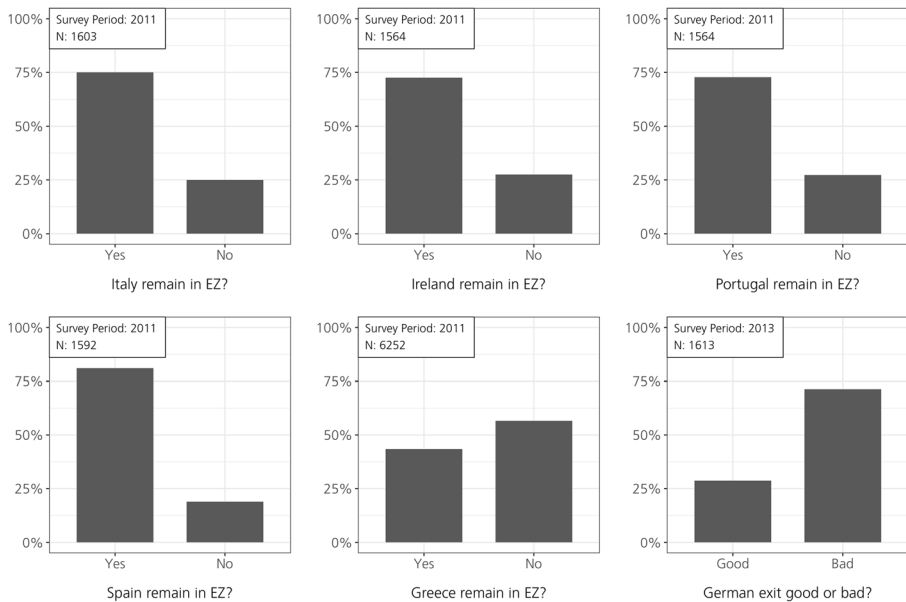 Survey Period: 2011
N: 1603
100%
75%
50%
25%
0%
Yes No
Italy remain in EZ?
Survey Period: 2011
N: 1564
100%
75%
50%
25%
0%
Yes No
Ireland remain in EZ?
Survey Period: 2011
N: 1564
100%
75%
50%
25%
0%
Yes No
Portugal remain in EZ?
Survey Period: 2011
N: 1592
100%
75%
50%
25%
0%
Yes No
Spain remain in EZ?
Survey Period: 2011
N: 6252
100%
75%
50%
25%
0%
Yes No
Greece remain in EZ?
Survey Period: 2013
N: 1613
100%
75%
50%
25%
0%
Good Bad
German exit good or bad?